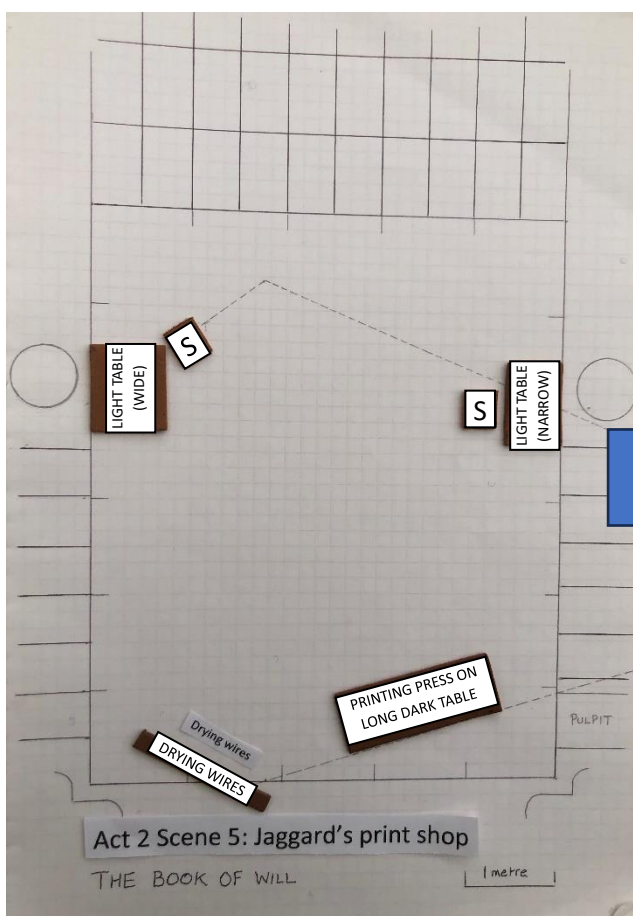 S
LIGHT TABLE
(WIDE)
LIGHT TABLE
(NARROW)
S
PRINTING PRESS ON
LONG DARK TABLE
PULPIT
Drying wires
DRYING WIRES
Act 2 Scene 5: Jaggard's print shop
THE BOOK OF WILL
1 metre